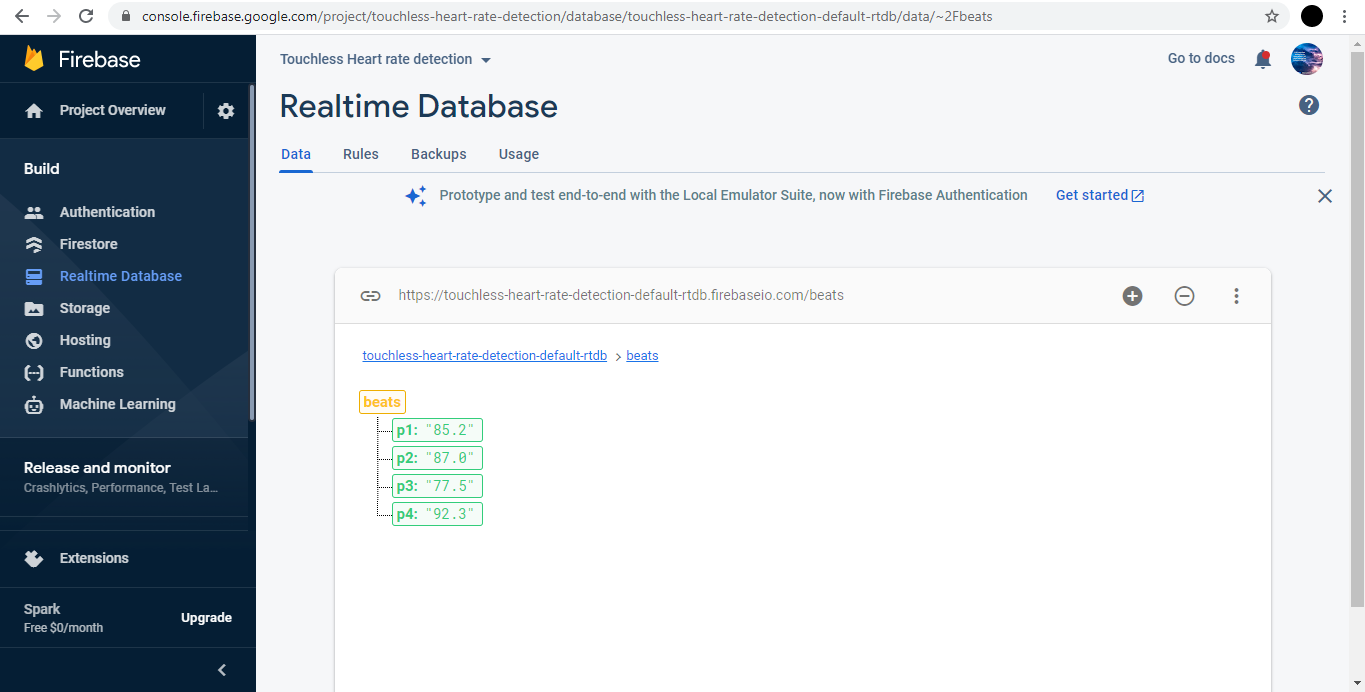 console.firebase.google.com/project/touchless-heart-rate-detection/database/touchless-heart-rate-detection-default-rtdb/data/~2Fbeats
Firebase
Project Overview
Build
Authentication
Firestore
Realtime Database
Storage
Hosting
Functions
Machine Learning
Release and monitor
Crashlytics, Performance, Test La...
Extensions
Spark
Free $0/month
Upgrade
Touchless Heart rate detection
Go to docs
Realtime Database
Data Rules Backups Usage
Prototype and test end-to-end with the Local Emulator Suite, now with Firebase Authentication Get started
https://touchless-heart-rate-detection-default-rtdb.firebaseio.com/beats
touchless-heart-rate-detection-default-rtdb > beats
beats
p1: "85.2"
p2: "87.0"
p3: "77.5"
p4: "92.3"